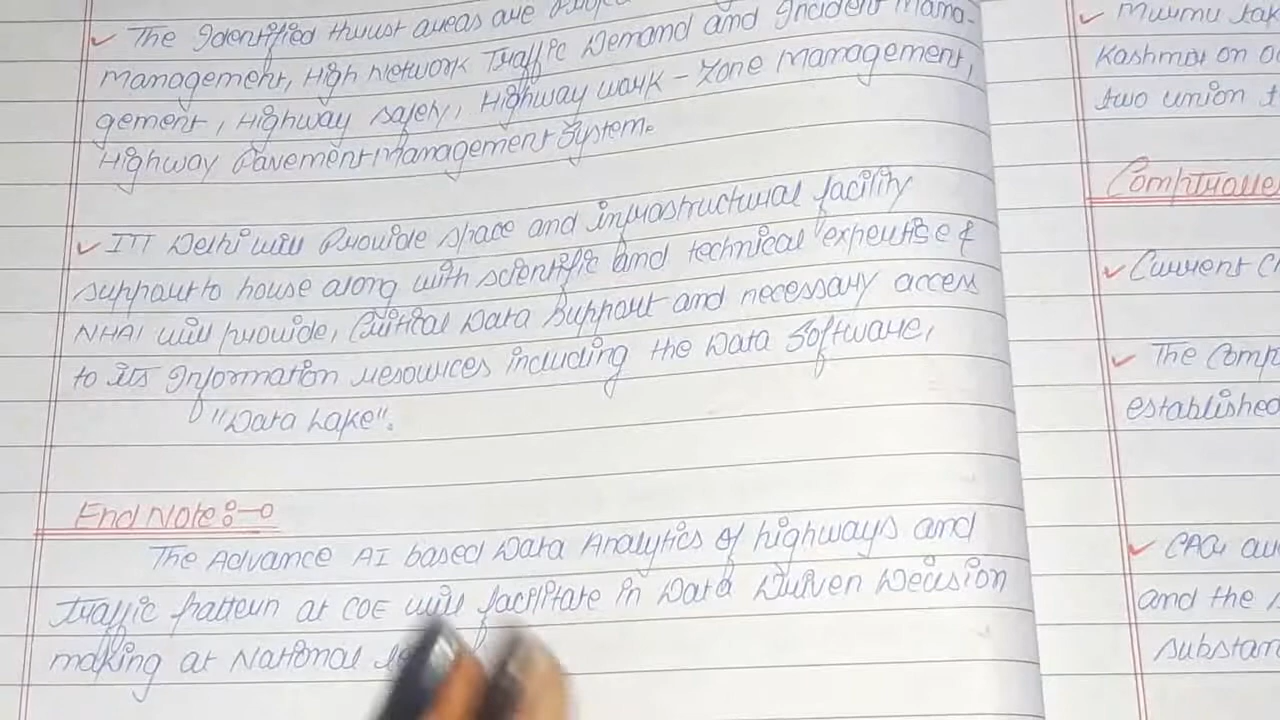 ✓ The Identified thrust areas are
management, High Network Traffic Demand and Incident Mana-
gement, Highway safety, Highway work-zone management,
Highway Pavement Management System.
✓ IIT Delhi will Provide space and infrastructural facility
support to house along with scientific and technical expertise &
NHAI will provide, Critical Data Support and necessary access
to its Information resources including the Data Software,
"Data Lake".
End Note:-
The Advance AI based Data Analytics of highways and
traffic pattern at COE will facilitate in Data Driven Decision
making at National
✓ Murmu tak
Kashmir on
two union t
Comptroller
✓ Current C
✓ The Comp
established
✓ CAG au
and the
substan